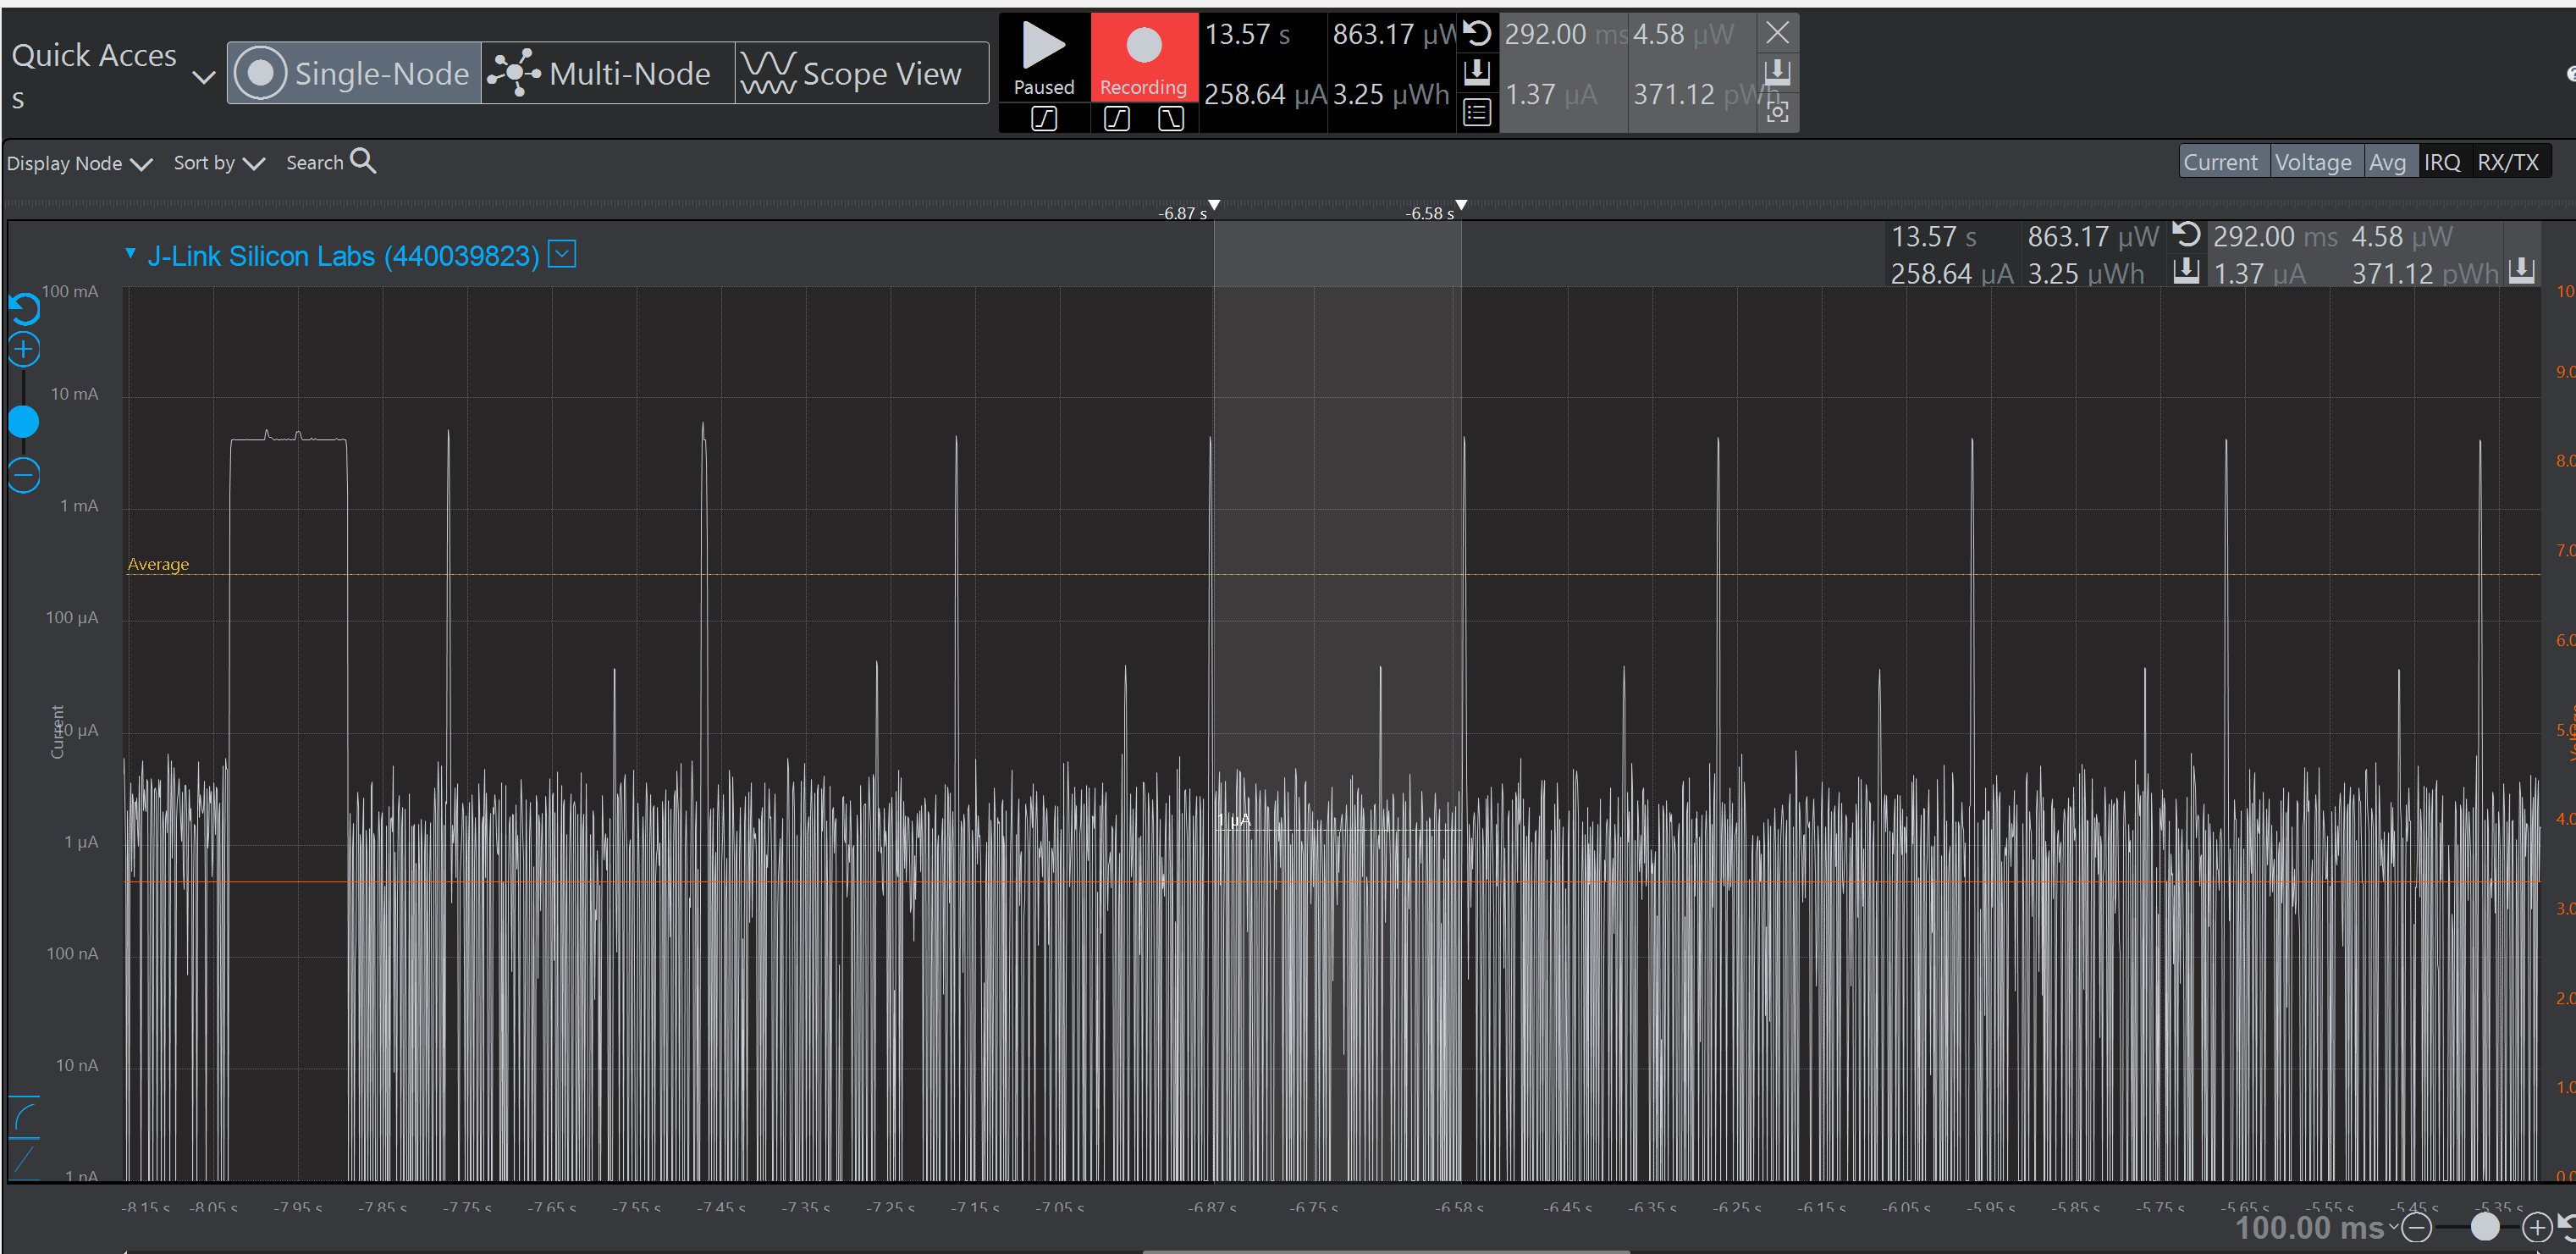 Quick Acces
s
Single-Node
Multi-Node
Scope View
Paused
Recording
13.57 s
863.17 µW
258.64 µA
3.25 µWh
292.00 ms
4.58 µW
1.37 µA
371.12 pWh
Display Node
Sort by
Search
Current
Voltage
Avg
IRQ
RX/TX
-6.87 s
-6.58 s
J-Link Silicon Labs (440039823)
13.57 s
863.17 µW
292.00 ms
4.58 µW
258.64 µA
3.25 µWh
1.37 µA
371.12 pWh
100 mA
10 mA
1 mA
Average
100 µA
Current
1 µA
1 µA
100 nA
10 nA
1 nA
10
9.0
8.0
7.0
6.0
5.0
4.0
3.0
2.0
1.0
0.0
-8.15 s -8.05 s -7.95 s -7.85 s -7.75 s -7.65 s -7.55 s -7.45 s -7.35 s -7.25 s -7.15 s -7.05 s -6.87 s -6.75 s -6.58 s -6.45 s -6.35 s -6.25 s -6.15 s -6.05 s -5.95 s -5.85 s -5.75 s -5.65 s -5.55 s -5.45 s -5.35 s
100.00 ms